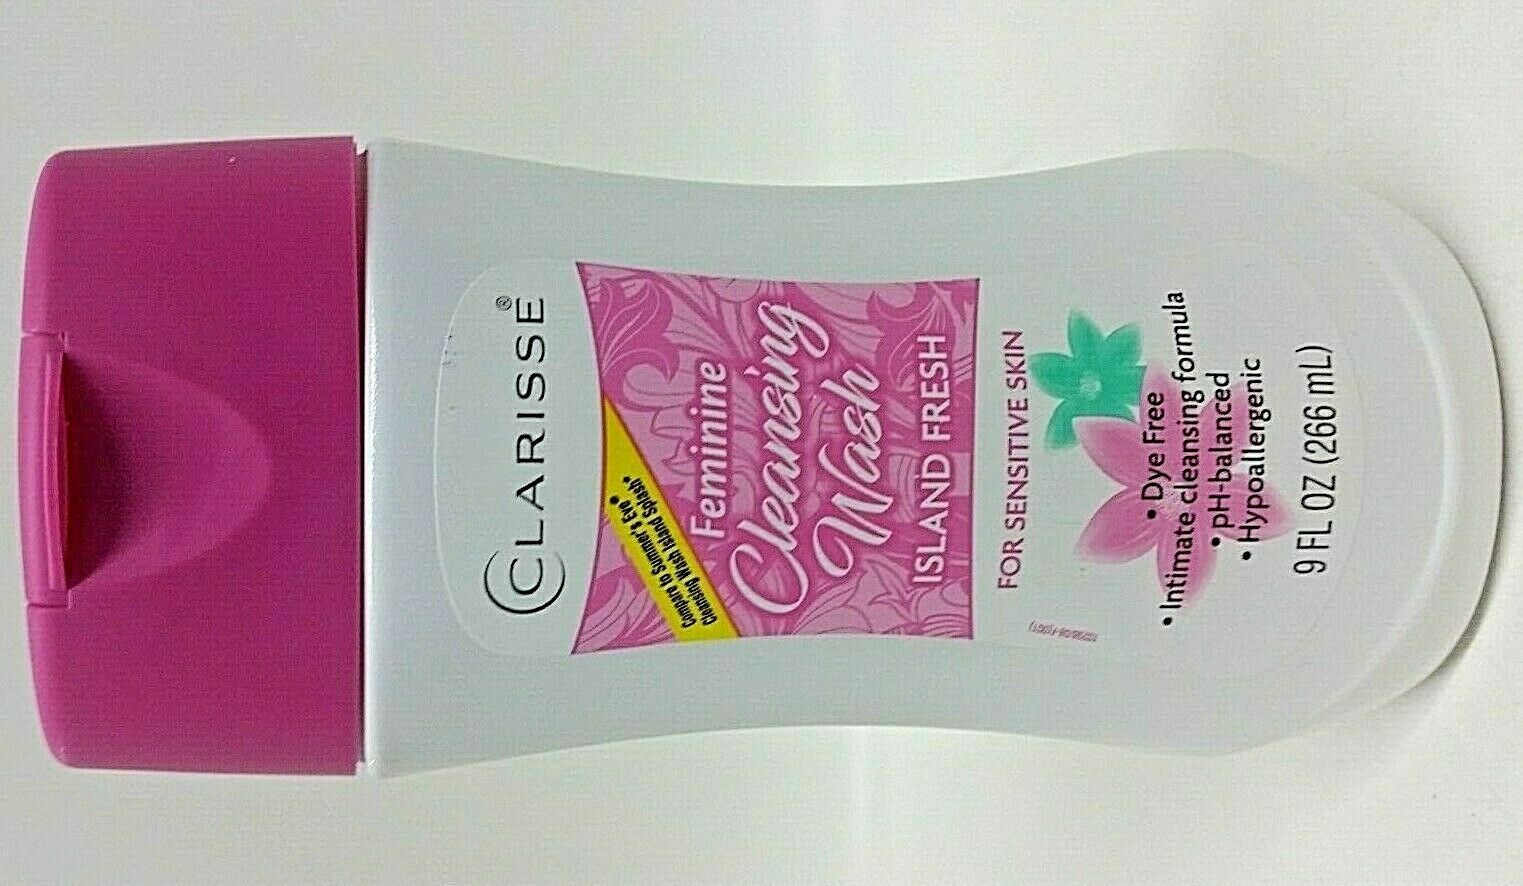 CLARISSE®
Compare to Summer's Eve®
Cleansing Wash Island Splash*
Feminine
Cleansing
Wash
ISLAND FRESH
FOR SENSITIVE SKIN
• Dye Free
• Intimate cleansing formula
• pH-balanced
• Hypoallergenic
9 FL OZ (266 mL)